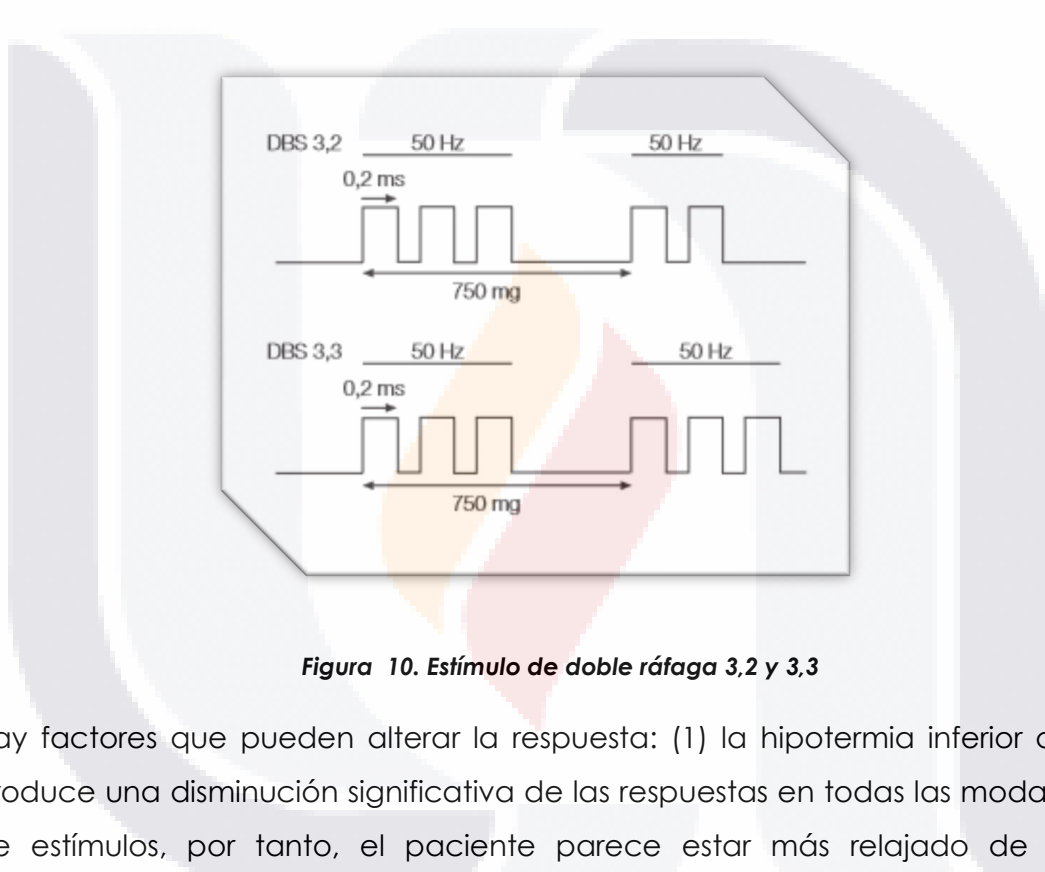 DBS 3,2 50 Hz 50 Hz
0,2 ms
750 mg
DBS 3,3 50 Hz 50 Hz
0,2 ms
750 mg
Figura 10. Estímulo de doble ráfaga 3,2 y 3,3
ay factores que pueden alterar la respuesta: (1) la hipotermia inferior
roduce una disminución significativa de las respuestas en todas las moda
e estímulos, por tanto, el paciente parece estar más relajado de